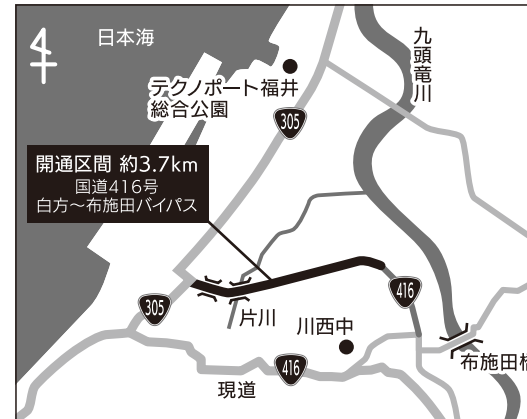 日本海
九頭竜川
テクノポート福井
総合公園
305
開通区間 約3.7km
国道416号
白方～布施田バイパス
416
305
片川
川西中
416
現道
布施田橋